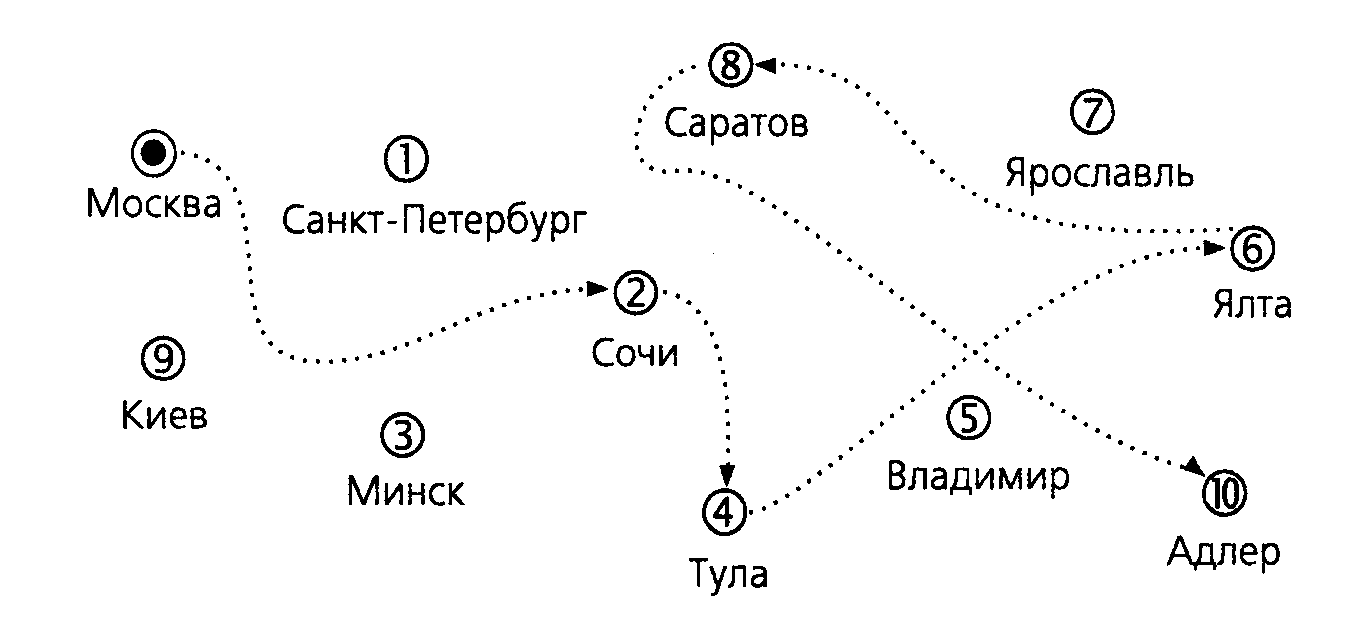 ⑧
Саратов
⑦
Ярославль
Москва
①
Санкт-Петербург
⑥
Ялта
②
Сочи
⑨
Киев
③
Минск
⑤
Владимир
④
Тула
⑩
Адлер